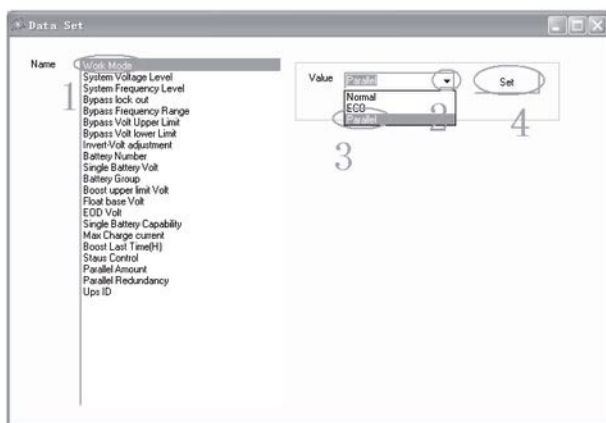 Data Set
Name
Work Mode
System Voltage Level
System Frequency Level
Bypass lock out
Bypass Frequency Range
Bypass Volt Upper Limit
Bypass Volt lower Limit
Invert-Volt adjustment
Battery Number
Single Battery Volt
Battery Group
Boost upper limit Volt
Float base Volt
EOD Volt
Single Battery Capability
Max Charge current
Boost Last Time(H)
Staus Control
Parallel Amount
Parallel Redundancy
Ups ID
1
Value Parallel Set
Normal
ECO
Parallel
2
3
4